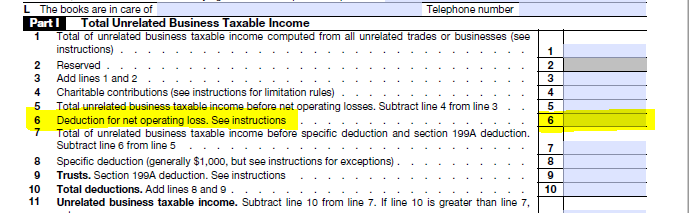 L The books are in care of Telephone number
Part I Total Unrelated Business Taxable Income
1 Total of unrelated business taxable income computed from all unrelated trades or businesses (see
instructions) . . . . . . . . . . . . . . . . . . . . . . . 1
2 Reserved . . . . . . . . . . . . . . . . . . . . . . . . 2
3 Add lines 1 and 2 . . . . . . . . . . . . . . . . . . . . . 3
4 Charitable contributions (see instructions for limitation rules) . . . . . . . . . . 4
5 Total unrelated business taxable income before net operating losses. Subtract line 4 from line 3 . . 5
6 Deduction for net operating loss. See instructions . . . . . . . . . . . . . 6
7 Total of unrelated business taxable income before specific deduction and section 199A deduction.
Subtract line 6 from line 5 . . . . . . . . . . . . . . . . . . . 7
8 Specific deduction (generally $1,000, but see instructions for exceptions) . . . . . . . 8
9 Trusts. Section 199A deduction. See instructions . . . . . . . . . . . . . 9
10 Total deductions. Add lines 8 and 9 . . . . . . . . . . . . . . . . 10
11 Unrelated business taxable income. Subtract line 10 from line 7. If line 10 is greater than line 7,